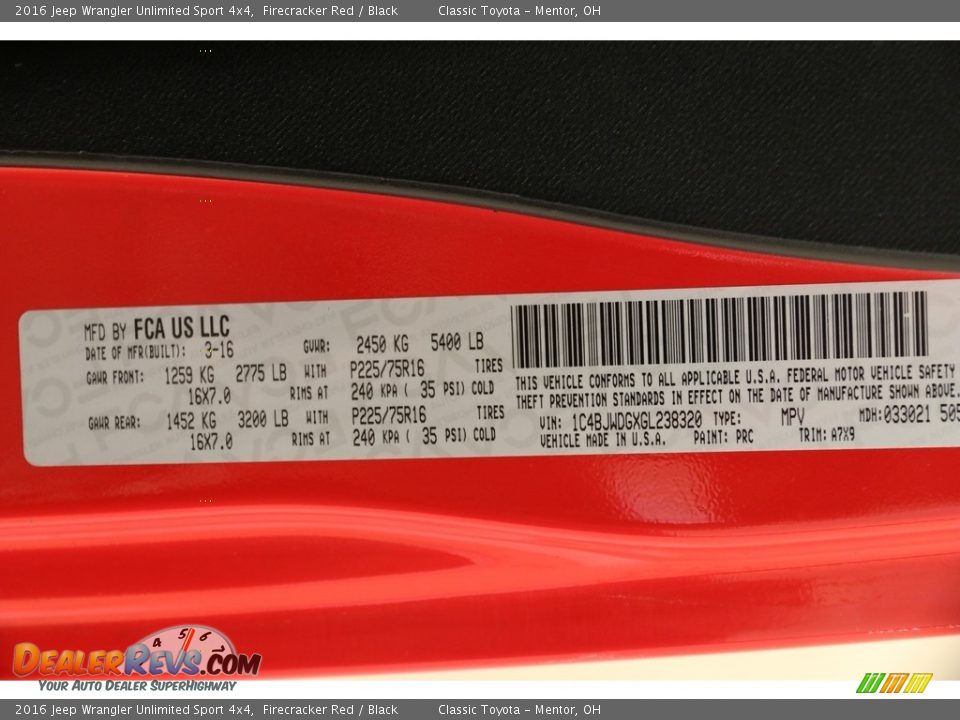 2016 Jeep Wrangler Unlimited Sport 4x4, Firecracker Red / Black Classic Toyota - Mentor, OH
MFD BY FCA US LLC
DATE OF MFR(BUILT): 3-16 GVWR: 2450 KG 5400 LB
GAWR FRONT: 1259 KG 2775 LB WITH P225/75R16 TIRES
16X7.0 RIMS AT 240 KPA ( 35 PSI) COLD
GAWR REAR: 1452 KG 3200 LB WITH P225/75R16 TIRES
16X7.0 RIMS AT 240 KPA ( 35 PSI) COLD
THIS VEHICLE CONFORMS TO ALL APPLICABLE U.S.A. FEDERAL MOTOR VEHICLE SAFETY
THEFT PREVENTION STANDARDS IN EFFECT ON THE DATE OF MANUFACTURE SHOWN ABOVE.
VIN: 1C4BJWDGXGL238320 TYPE: MPV MDH:033021 505
VEHICLE MADE IN U.S.A. PAINT: PRC TRIM: A7X9
4 5 6
DEALERREVS.COM
YOUR AUTO DEALER SUPERHIGHWAY
2016 Jeep Wrangler Unlimited Sport 4x4, Firecracker Red / Black Classic Toyota - Mentor, OH